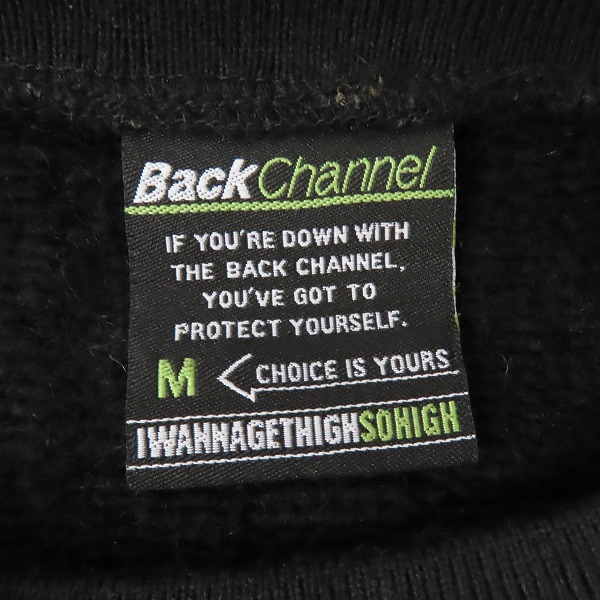 BackChannel
IF YOU'RE DOWN WITH
THE BACK CHANNEL,
YOU'VE GOT TO
PROTECT YOURSELF.
M CHOICE IS YOURS
IWANNAGETHIGHSOHIGH